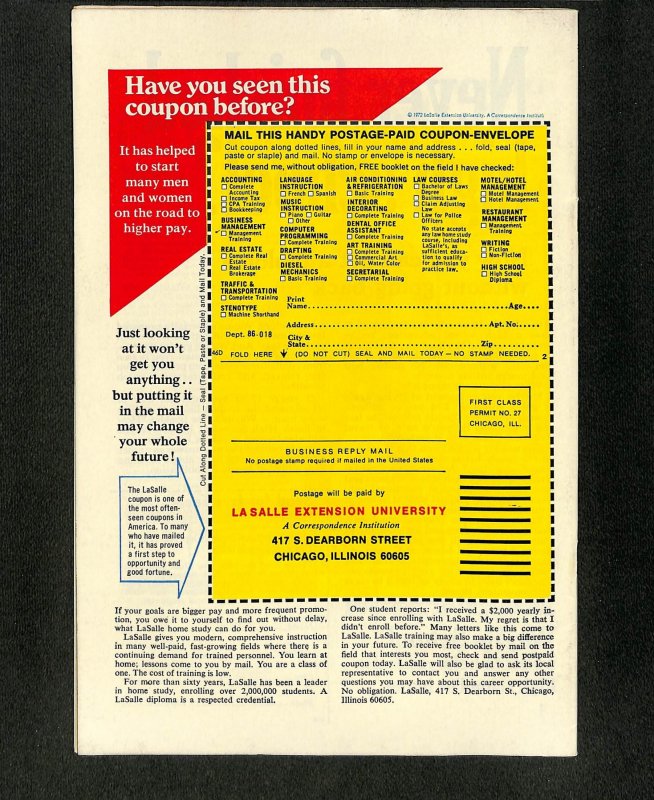 Have you seen this
coupon before?
© 1972 LaSalle Extension University, A Correspondence Institution
It has helped
to start
many men
and women
on the road to
higher pay.
MAIL THIS HANDY POSTAGE-PAID COUPON-ENVELOPE
Cut coupon along dotted lines, fill in your name and address . . . fold, seal (tape,
paste or staple) and mail. No stamp or envelope is necessary.
Please send me, without obligation, FREE booklet on the field I have checked:
ACCOUNTING
☐ Complete
Accounting
☐ Income Tax
☐ CPA Training
☐ Bookkeeping
BUSINESS
MANAGEMENT
☐ Management
Training
REAL ESTATE
☐ Complete Real
Estate
☐ Real Estate
Brokerage
TRAFFIC &
TRANSPORTATION
☐ Complete Training
STENOTYPE
☐ Machine Shorthand
LANGUAGE
INSTRUCTION
☐ French ☐ Spanish
MUSIC
INSTRUCTION
☐ Piano ☐ Guitar
☐ Other
COMPUTER
PROGRAMMING
☐ Complete Training
DRAFTING
☐ Complete Training
DIESEL
MECHANICS
☐ Basic Training
AIR CONDITIONING
& REFRIGERATION
☐ Basic Training
INTERIOR
DECORATING
☐ Complete Training
DENTAL OFFICE
ASSISTANT
☐ Complete Training
ART TRAINING
☐ Complete Training
☐ Commercial Art
☐ Oil, Water Color
SECRETARIAL
☐ Complete Training
LAW COURSES
☐ Bachelor of Laws
Degree
☐ Business Law
☐ Claim Adjusting
Law
☐ Law for Police
Officers
No state accepts
any law home study
course, including
LaSalle's, as
sufficient educa-
tion to qualify
for admission to
practice law.
MOTEL/HOTEL
MANAGEMENT
☐ Motel Management
☐ Hotel Management
RESTAURANT
MANAGEMENT
☐ Management
Training
WRITING
☐ Fiction
☐ Non-Fiction
HIGH SCHOOL
☐ High School
Diploma
Print
Name............Age....
Address............Apt. No......
Dept. 86-018
City &
State............Zip............
46D FOLD HERE (DO NOT CUT) SEAL AND MAIL TODAY — NO STAMP NEEDED. 2
Cut Along Dotted Line — Seal (Tape, Paste or Staple) and Mail Today.
Just looking
at it won't
get you
anything . .
but putting it
in the mail
may change
your whole
future!
The LaSalle
coupon is one of
the most often-
seen coupons in
America. To many
who have mailed
it, it has proved
a first step to
opportunity and
good fortune.
FIRST CLASS
PERMIT NO. 27
CHICAGO, ILL.
BUSINESS REPLY MAIL
No postage stamp required if mailed in the United States
Postage will be paid by
LA SALLE EXTENSION UNIVERSITY
A Correspondence Institution
417 S. DEARBORN STREET
CHICAGO, ILLINOIS 60605
If your goals are bigger pay and more frequent promo-
tion, you owe it to yourself to find out without delay,
what LaSalle home study can do for you.
LaSalle gives you modern, comprehensive instruction
in many well-paid, fast-growing fields where there is a
continuing demand for trained personnel. You learn at
home; lessons come to you by mail. You are a class of
one. The cost of training is low.
For more than sixty years, LaSalle has been a leader
in home study, enrolling over 2,000,000 students. A
LaSalle diploma is a respected credential.
One student reports: "I received a $2,000 yearly in-
crease since enrolling with LaSalle. My regret is that I
didn't enroll before." Many letters like this come to
LaSalle. LaSalle training may also make a big difference
in your future. To receive free booklet by mail on the
field that interests you most, check and send postpaid
coupon today. LaSalle will also be glad to ask its local
representative to contact you and answer any other
questions you may have about this career opportunity.
No obligation. LaSalle, 417 S. Dearborn St., Chicago,
Illinois 60605.